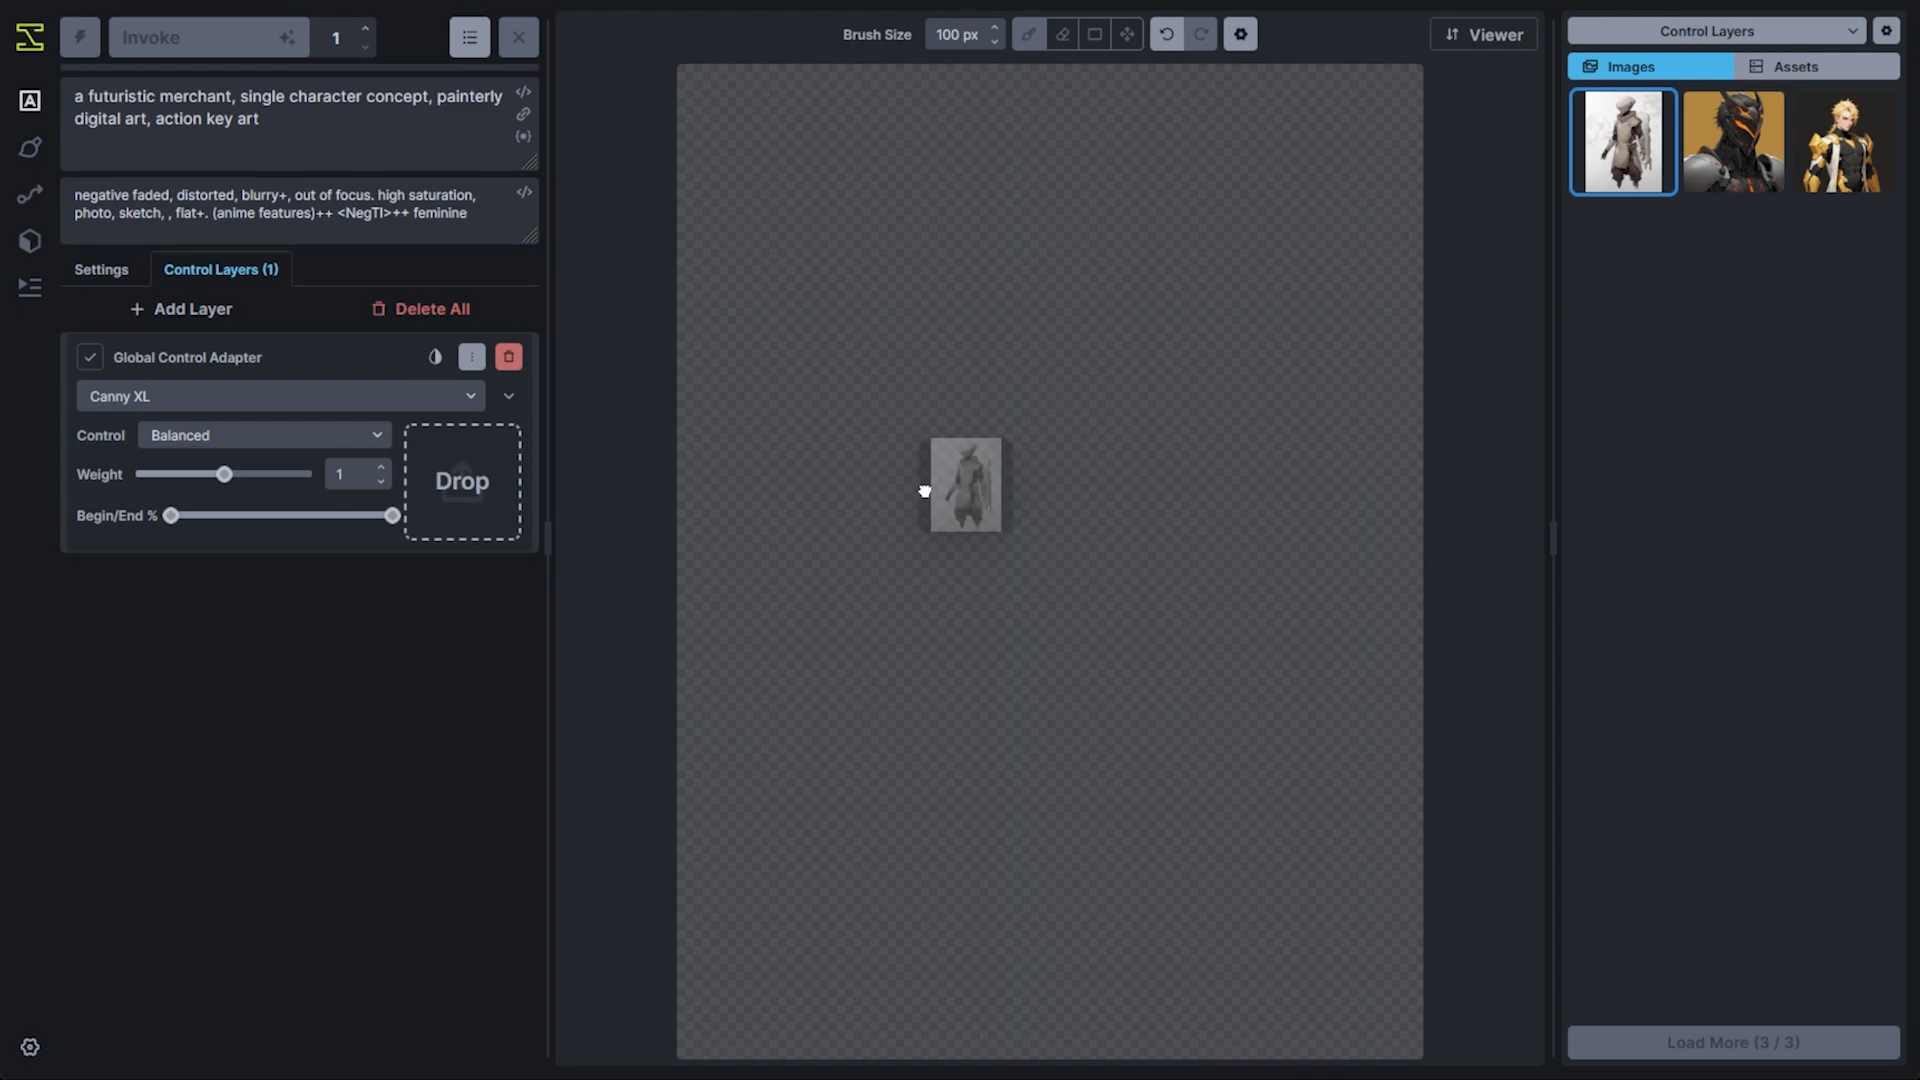 Invoke
1
Brush Size
100 px
Viewer
Control Layers
Images
Assets
a futuristic merchant, single character concept, painterly
digital art, action key art
negative faded, distorted, blurry+, out of focus. high saturation,
photo, sketch, , flat+. (anime features)++ <NegTI>++ feminine
Settings
Control Layers (1)
+ Add Layer
Delete All
Global Control Adapter
Canny XL
Control
Balanced
Weight
1
Drop
Begin/End %
Load More (3 / 3)